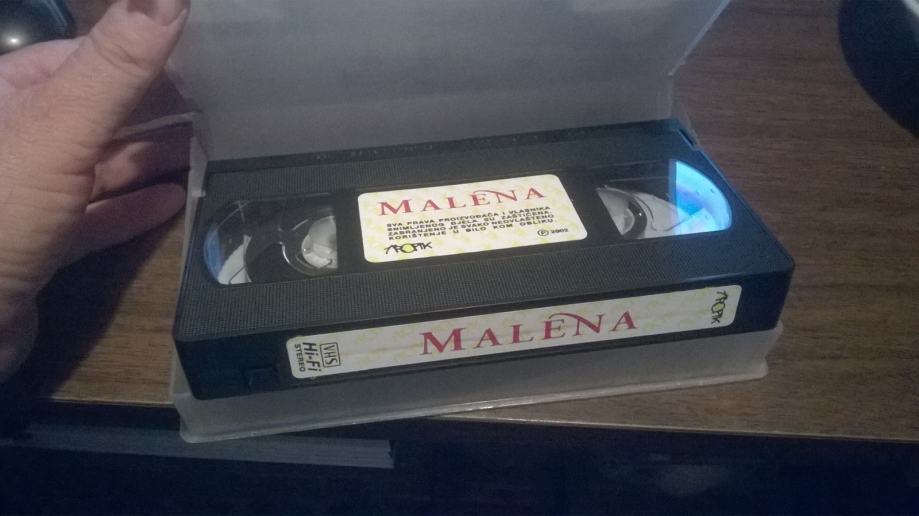 MALÈNA
SVA PRAVA PROIZVOĐAČA I VLASNIKA
SNIMLJENOG DJELA SU ZAŠTIĆENA.
ZABRANJENO JE SVAKO NEOVLAŠTENO
KORIŠTENJE U BILO KOM OBLIKU.
℗ 2002
VHS
Hi-Fi
STEREO
MALÈNA